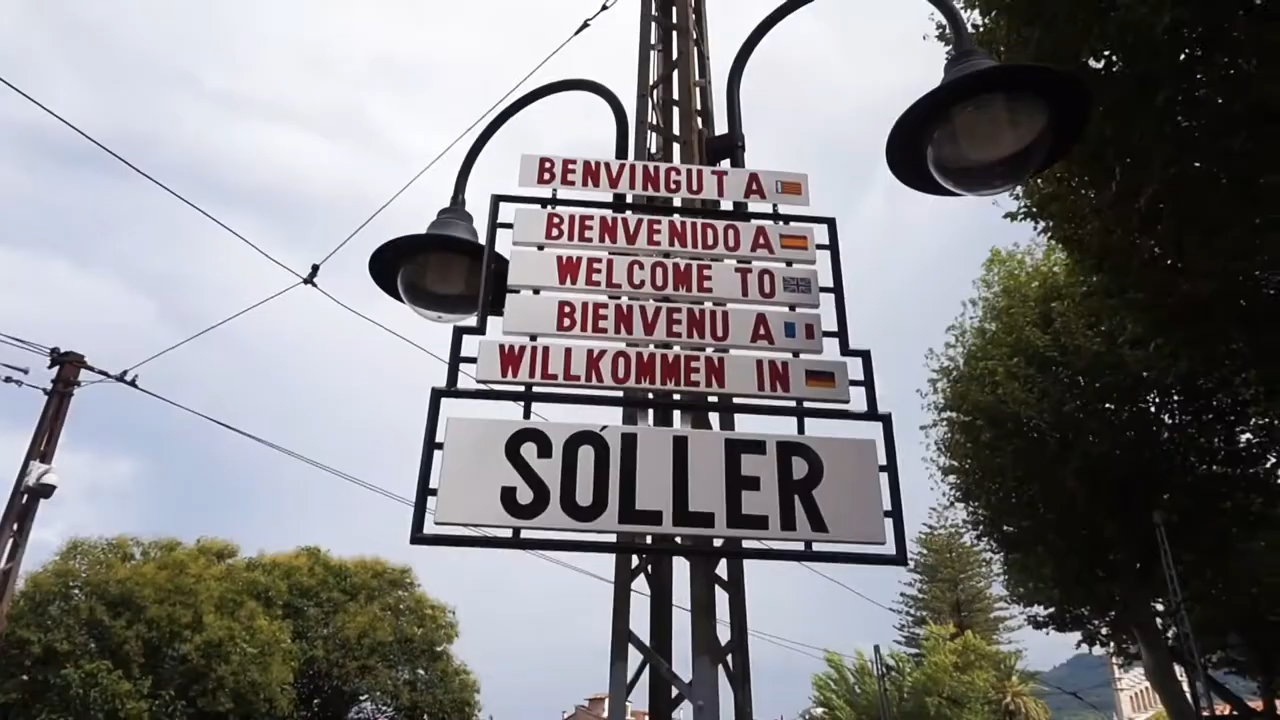 BENVINGUT A
BIENVENIDO A
WELCOME TO
BIENVENU A
WILLKOMMEN IN
SÓLLER